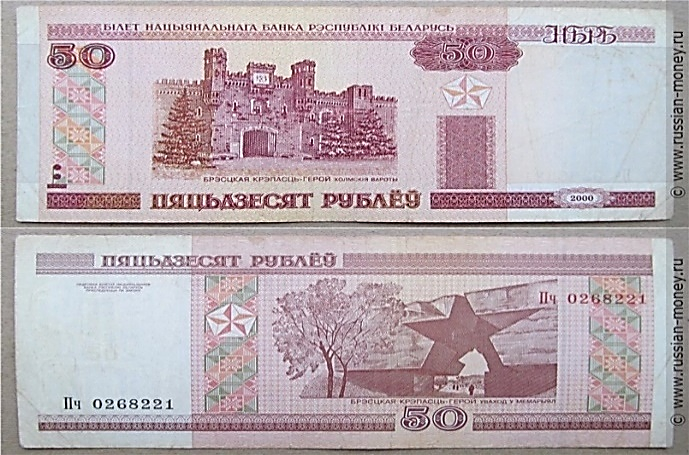 БІЛЕТ НАЦЫЯНАЛЬНАГА БАНКА РЭСПУБЛІКІ БЕЛАРУСЬ
50
50
НБРБ
БРЭСЦКАЯ КРЭПАСЦЬ-ГЕРОЙ ХОЛМСКІЯ ВАРОТЫ
ПЯЦЬДЗЕСЯТ РУБЛЁЎ
2000
© www.russian-money.ru
ПЯЦЬДЗЕСЯТ РУБЛЁЎ
Пч 0268221
Пч 0268221
БРЭСЦКАЯ КРЭПАСЦЬ-ГЕРОЙ УВАХОД У МЕМАРЫЯЛ
50
© www.russian-money.ru